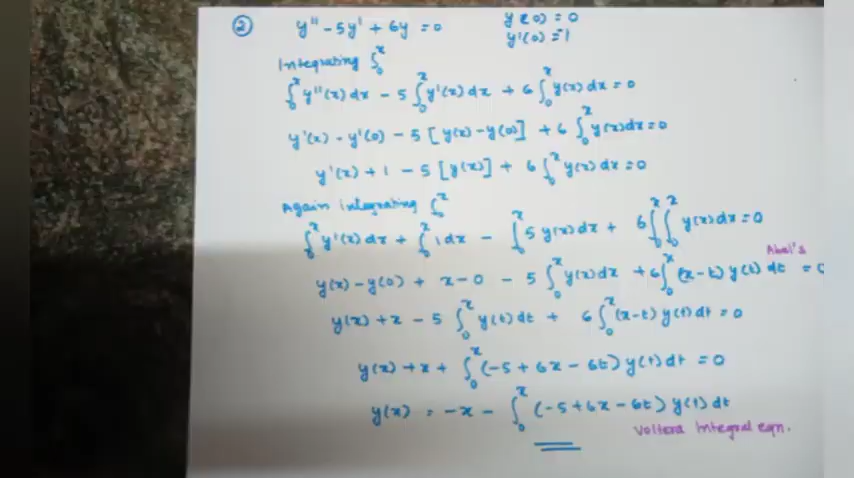 ② y'' - 5y' + 6y = 0 y(0) = 0
y'(0) = -1
Integrating ∫₀ˣ
∫₀ˣ y''(x) dx - 5 ∫₀ˣ y'(x) dx + 6 ∫₀ˣ y(x) dx = 0
y'(x) - y'(0) - 5 [y(x) - y(0)] + 6 ∫₀ˣ y(x) dx = 0
y'(x) + 1 - 5 [y(x)] + 6 ∫₀ˣ y(x) dx = 0
Again integrating ∫₀ˣ
∫₀ˣ y'(x) dx + ∫₀ˣ 1 dx - ∫₀ˣ 5 y(x) dx + 6 ∫₀ˣ ∫₀ˣ y(x) dx = 0
Abel's
y(x) - y(0) + x - 0 - 5 ∫₀ˣ y(x) dx + 6 ∫₀ˣ (x-t) y(t) dt = 0
y(x) + x - 5 ∫₀ˣ y(t) dt + 6 ∫₀ˣ (x-t) y(t) dt = 0
y(x) + x + ∫₀ˣ (-5 + 6x - 6t) y(t) dt = 0
y(x) = -x - ∫₀ˣ (-5 + 6x - 6t) y(t) dt
Voltera Integral eqn.